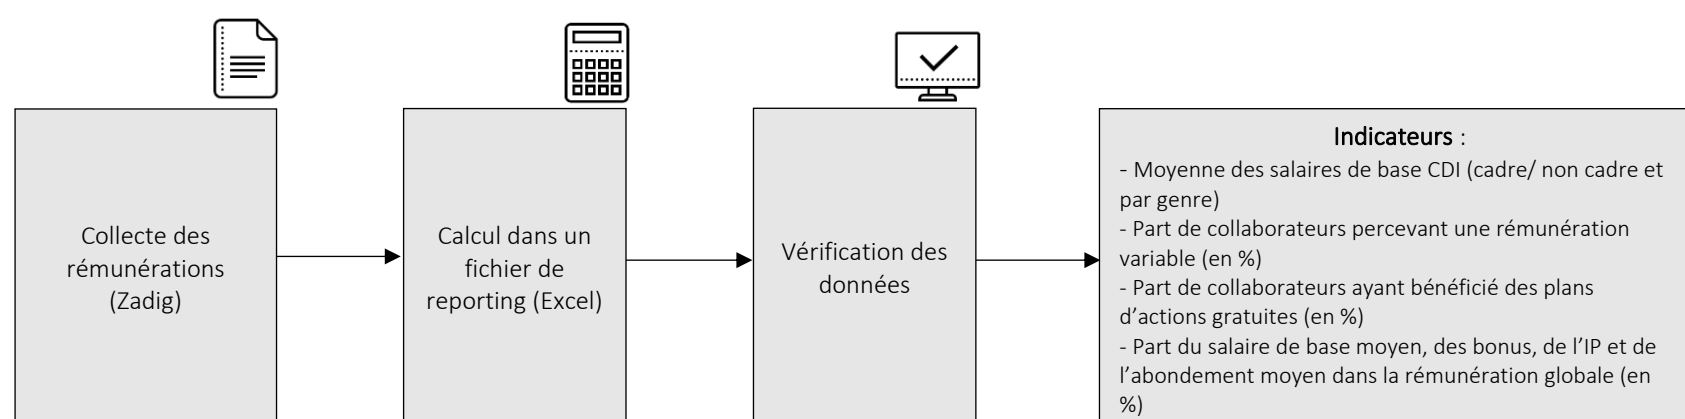 Collecte des
rémunérations
(Zadig)
Calcul dans un
fichier de
reporting (Excel)
Vérification des
données
Indicateurs :
- Moyenne des salaires de base CDI (cadre/ non cadre et
par genre)
- Part de collaborateurs percevant une rémunération
variable (en %)
- Part de collaborateurs ayant bénéficié des plans
d’actions gratuites (en %)
- Part du salaire de base moyen, des bonus, de l’IP et de
l’abondement moyen dans la rémunération globale (en
%)